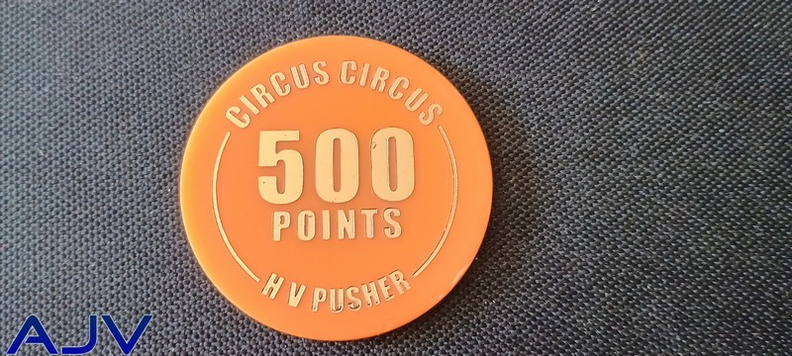 CIRCUS CIRCUS
500
POINTS
H V PUSHER
AJV